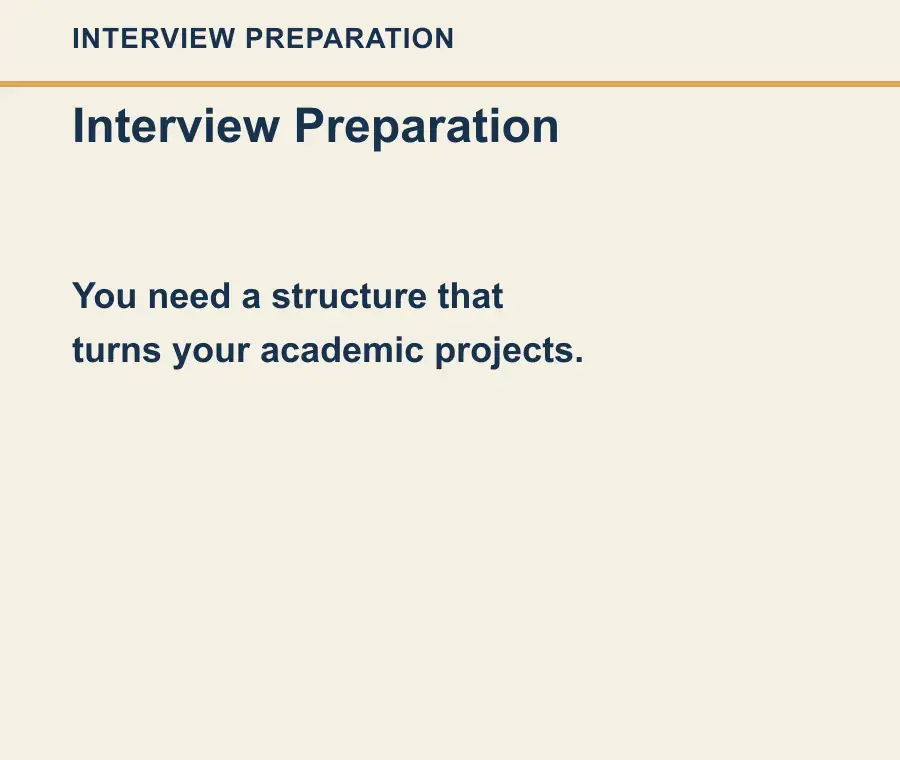 INTERVIEW PREPARATION
Interview Preparation
You need a structure that
turns your academic projects.